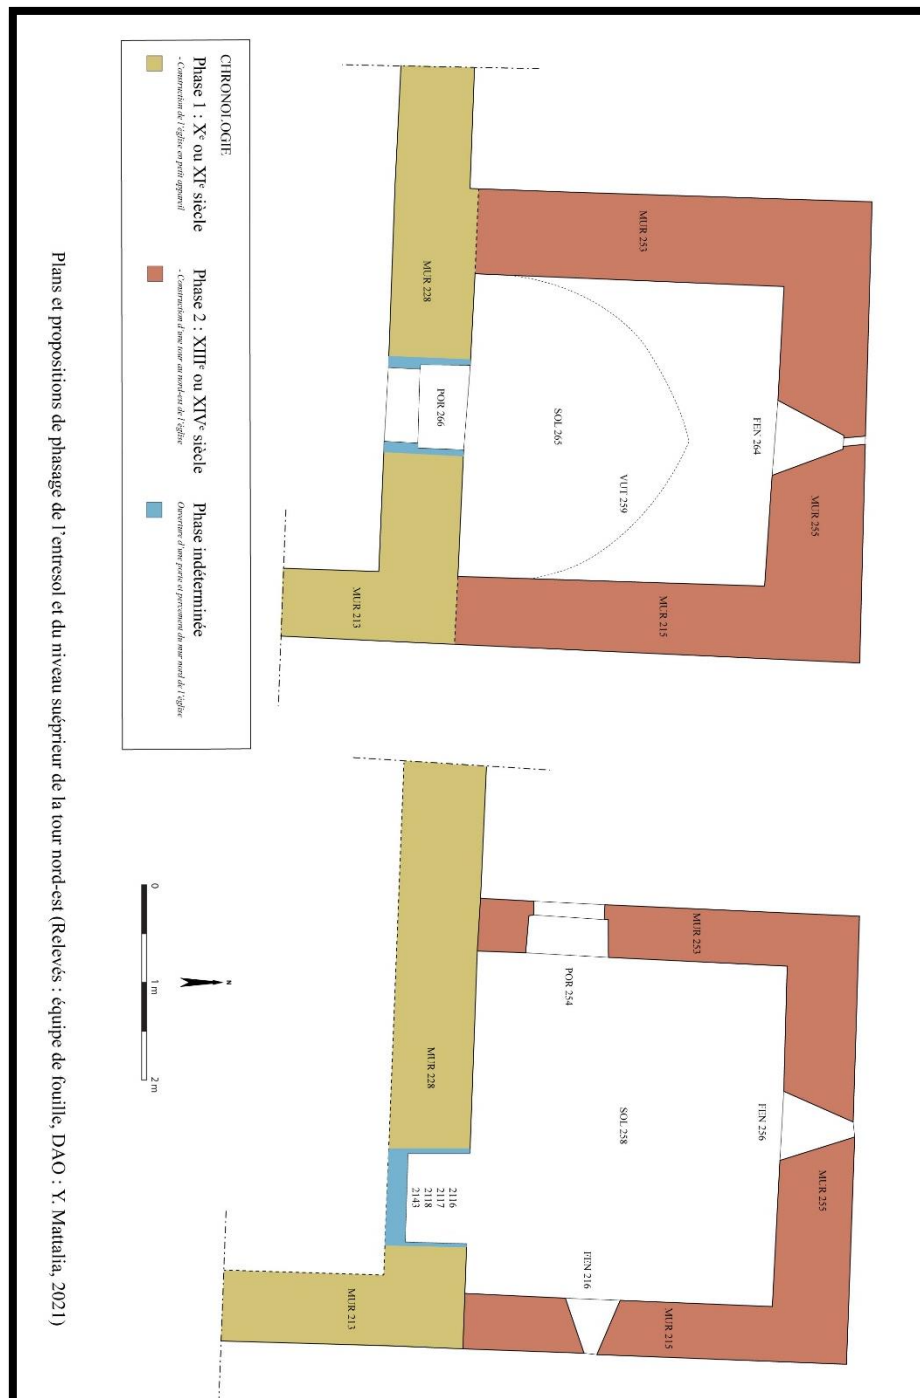 MUR 253
MUR 228
MUR 255
FEN 264
POR 266
SOL 265
VUT 259
MUR 213
MUR 215
MUR 253
POR 254
MUR 228
SOL 258
FEN 256
MUR 255
2116
2117
2118
2143
FEN 216
MUR 215
MUR 213
CHRONOLOGIE
Phase 1 : Xᵉ ou XIᵉ siècle
- Construction de l'église en petit appareil
Phase 2 : XIIIᵉ ou XIVᵉ siècle
- Construction d'une tour au nord-est de l'église
Phase indéterminée
Ouverture d'une porte et percement du mur nord de l'église
0
1 m
2 m
N
Plans et propositions de phasage de l'entresol et du niveau suéprieur de la tour nord-est (Relevés : équipe de fouille, DAO : Y. Mattalia, 2021)